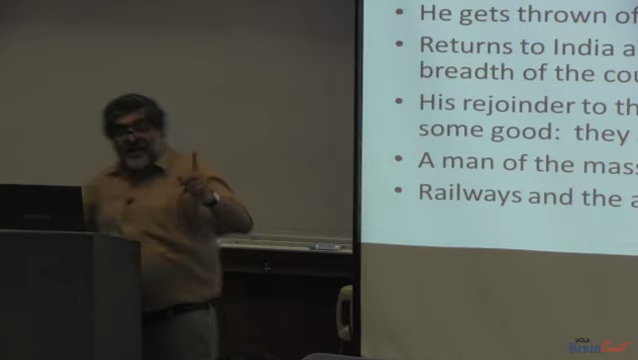 • He gets thrown of
• Returns to India a
breadth of the cou
• His rejoinder to th
some good: they
• A man of the mass
• Railways and the a
UCLA